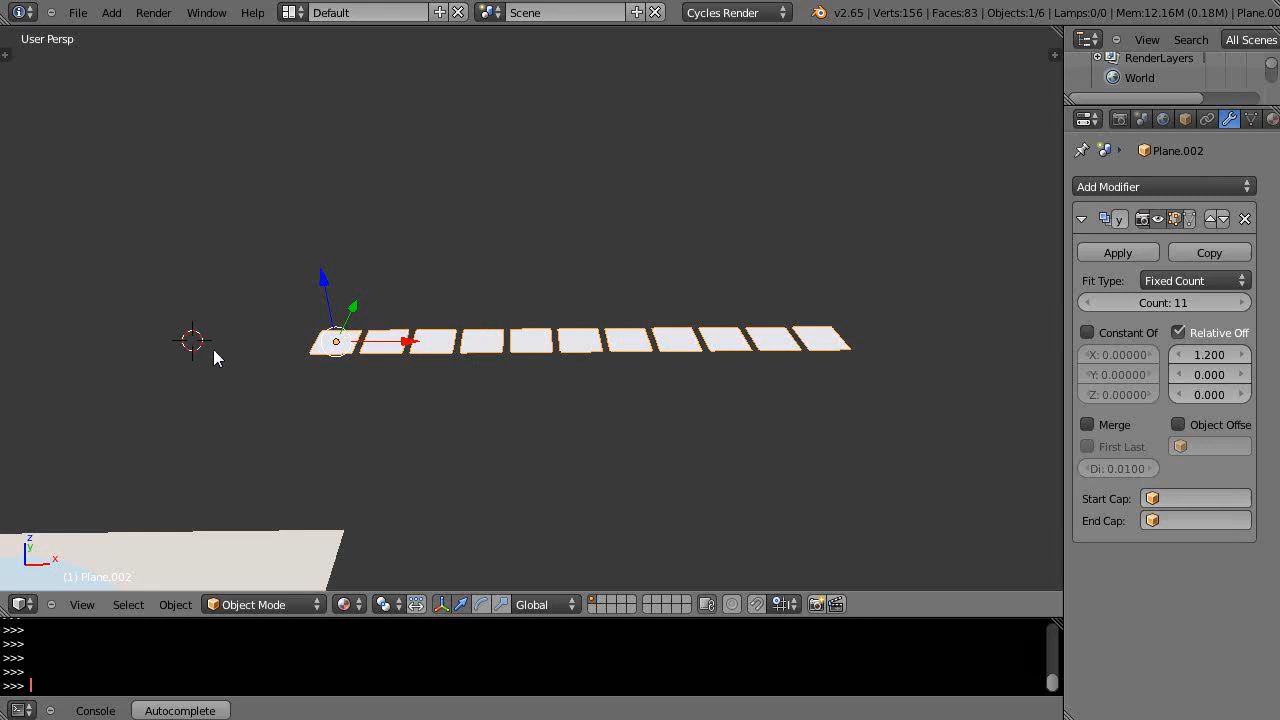 File Add Render Window Help Default Scene Cycles Render v2.65 | Verts:156 | Faces:83 | Objects:1/6 | Lamps:0/0 | Mem:12.16M (0.18M) | Plane.00
User Persp
View Search All Scenes
RenderLayers
World
Plane.002
Add Modifier
y
Apply Copy
Fit Type: Fixed Count
Count: 11
Constant Of Relative Off
X: 0.00000 1.200
Y: 0.00000 0.000
Z: 0.00000 0.000
Merge Object Offse
First Last
Di: 0.0100
Start Cap:
End Cap:
z
y
x
(1) Plane.002
View Select Object Object Mode Global
>>>
>>>
>>>
>>>
>>>
Console Autocomplete